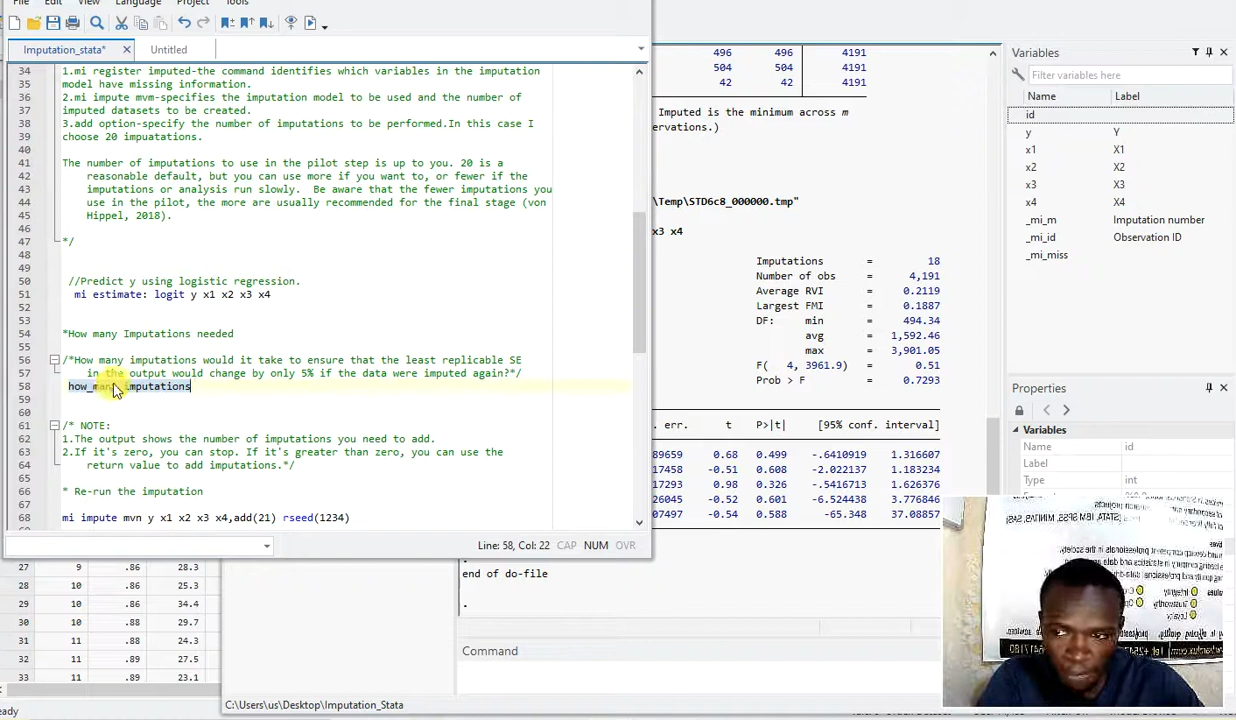 File Edit View Language Project Tools
Imputation_stata* × Untitled
34 1.mi register imputed-the command identifies which variables in the imputation
35 model have missing information.
36 2.mi impute mvm-specifies the imputation model to be used and the number of
37 imputed datasets to be created.
38 3.add option-specify the number of imputations to be performed.In this case I
39 choose 20 impuatations.
40
41 The number of imputations to use in the pilot step is up to you. 20 is a
42 reasonable default, but you can use more if you want to, or fewer if the
43 imputations or analysis run slowly. Be aware that the fewer imputations you
44 use in the pilot, the more are usually recommended for the final stage (von
45 Hippel, 2018).
46
47 */
48
49
50 //Predict y using logistic regression.
51 mi estimate: logit y x1 x2 x3 x4
52
53
54 *How many Imputations needed
55
56 /*How many imputations would it take to ensure that the least replicable SE
57 in the output would change by only 5% if the data were imputed again?*/
58 how_many_imputations
59
60
61 /* NOTE:
62 1.The output shows the number of imputations you need to add.
63 2.If it's zero, you can stop. If it's greater than zero, you can use the
64 return value to add imputations.*/
65
66 * Re-run the imputation
67
68 mi impute mvn y x1 x2 x3 x4,add(21) rseed(1234)
Line: 58, Col: 22 CAP NUM OVR
27 9 .86 28.3
28 10 .86 25.3
29 10 .86 34.4
30 10 .88 29.7
31 11 .88 24.3
32 11 .89 27.5
33 11 .89 23.1
496 496 4191
504 504 4191
42 42 4191
Imputed is the minimum across m
ervations.)
\Temp\STD6c8_000000.tmp"
x3 x4
Imputations = 18
Number of obs = 4,191
Average RVI = 0.2119
Largest FMI = 0.1887
DF: min = 494.34
avg = 1,592.46
max = 3,901.05
F( 4, 3961.9) = 0.51
Prob > F = 0.7293
. err. t P>|t| [95% conf. interval]
89659 0.68 0.499 -.6410919 1.316607
17458 -0.51 0.608 -2.022137 1.183234
17293 0.98 0.326 -.5416713 1.626376
26045 -0.52 0.601 -6.524438 3.776846
07497 -0.54 0.588 -65.348 37.08857
.
end of do-file
.
Command
C:\Users\us\Desktop\Imputation_Stata
Variables
Filter variables here
Name Label
id
y Y
x1 X1
x2 X2
x3 X3
x4 X4
_mi_m Imputation number
_mi_id Observation ID
_mi_miss
Properties
Variables
Name id
Label
Type int